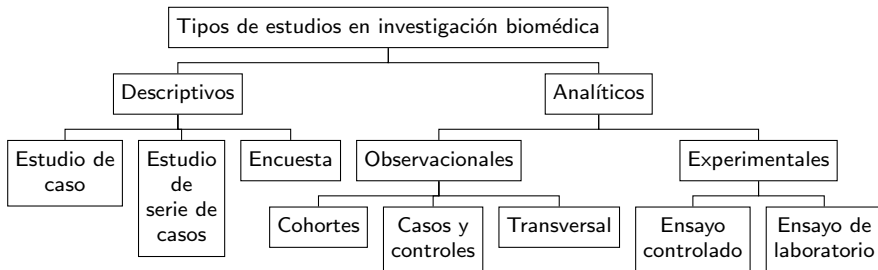 Tipos de estudios en investigación biomédica
Descriptivos
Analíticos
Estudio de
caso
Estudio
de
serie de
casos
Encuesta
Observacionales
Experimentales
Cohortes
Casos y
controles
Transversal
Ensayo
controlado
Ensayo de
laboratorio